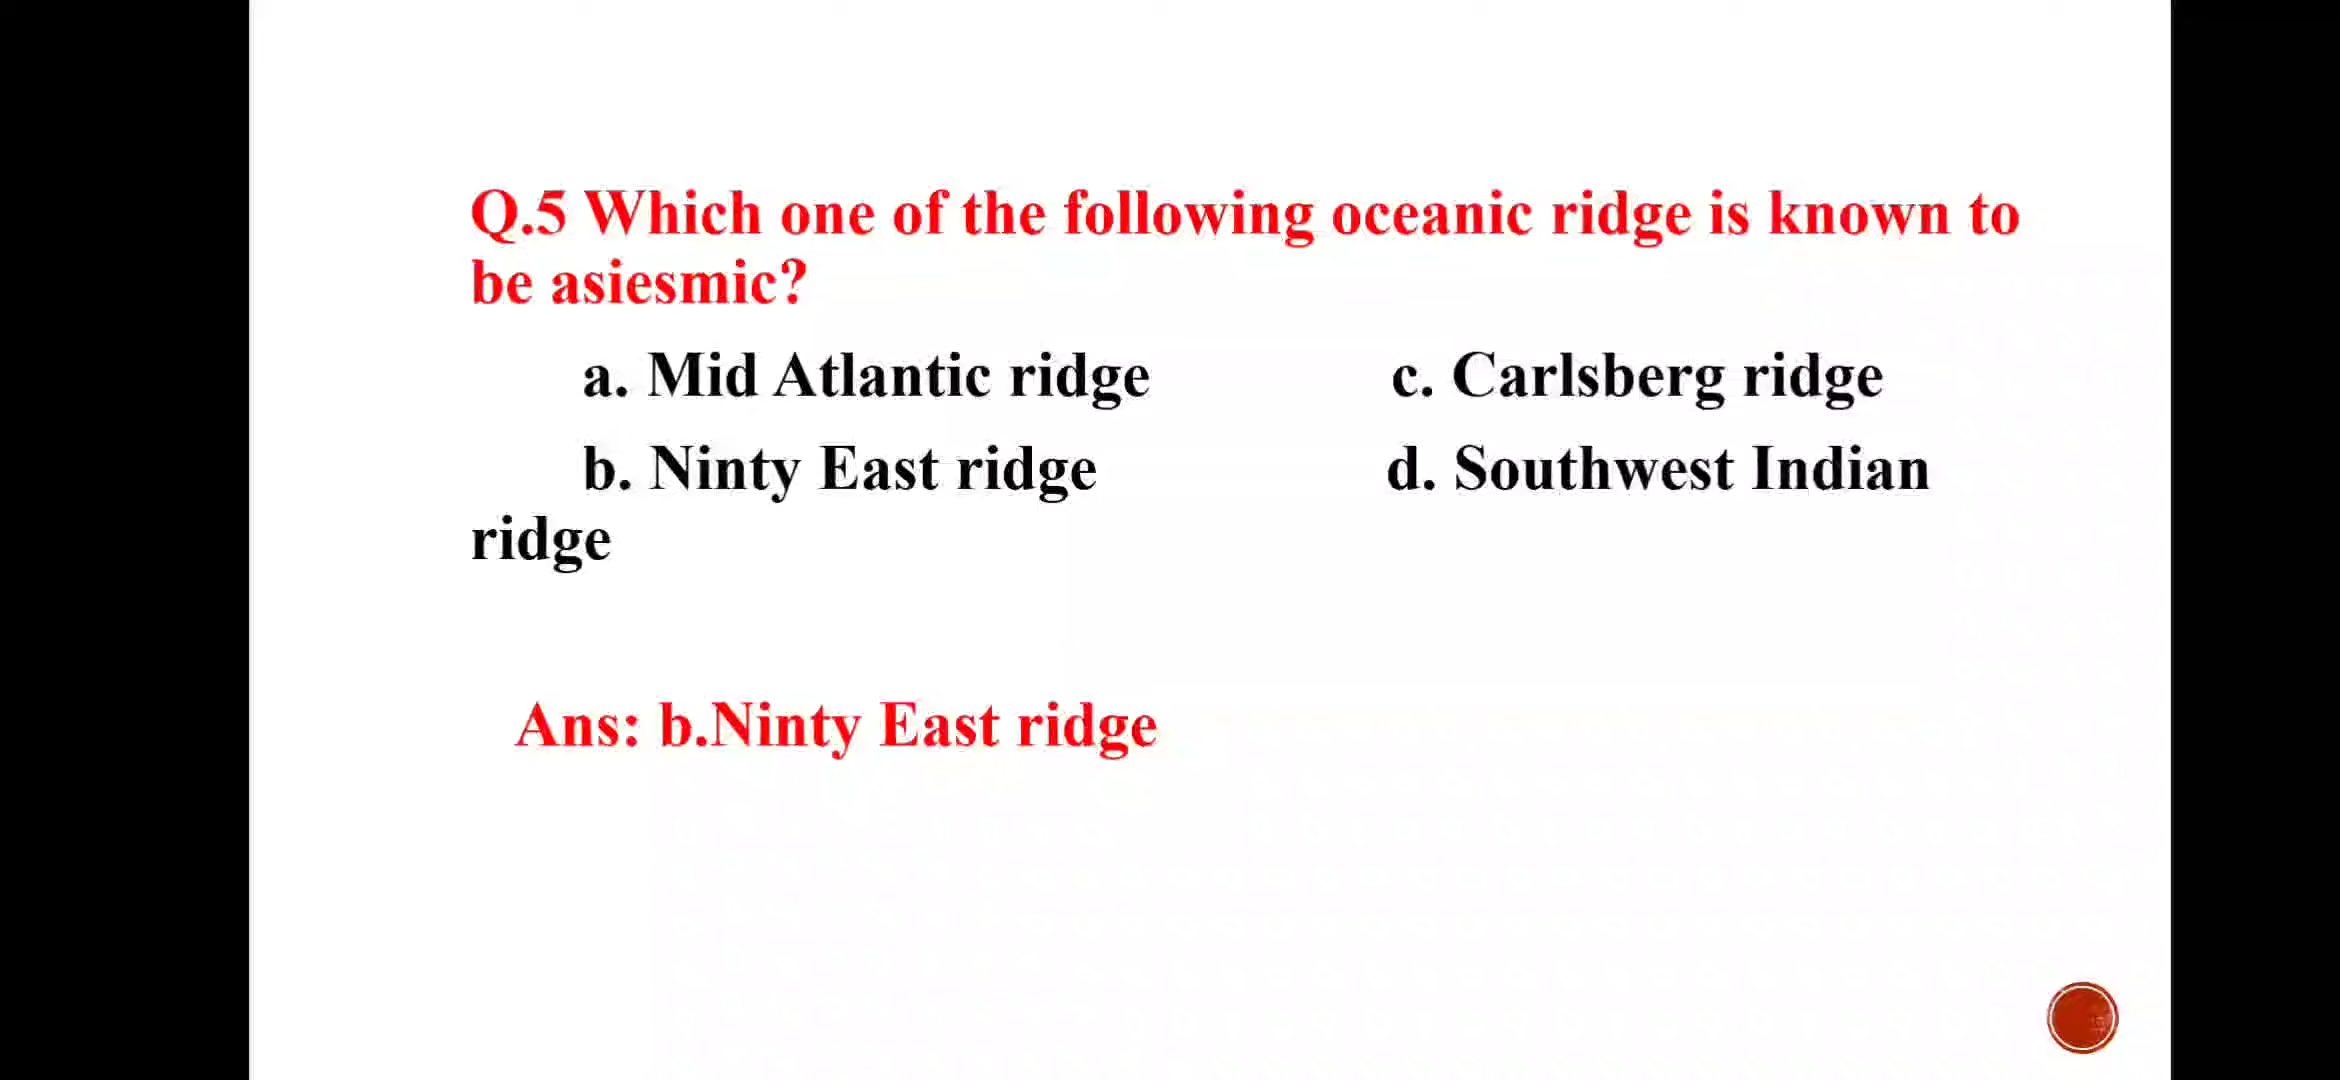 Q.5 Which one of the following oceanic ridge is known to
be asiesmic?
a. Mid Atlantic ridge c. Carlsberg ridge
b. Ninty East ridge d. Southwest Indian
ridge
Ans: b.Ninty East ridge